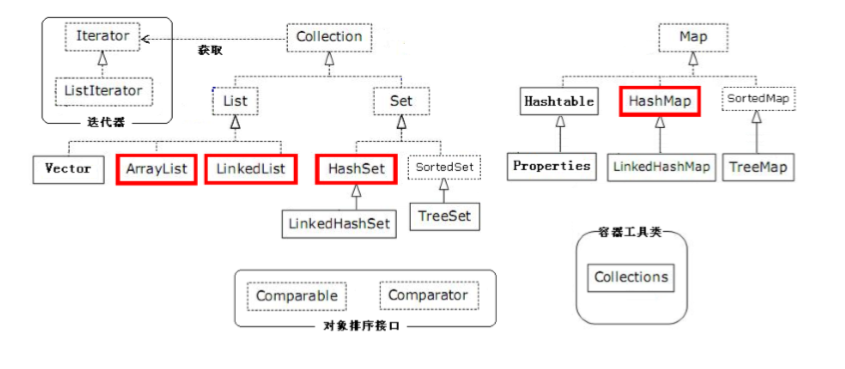 Iterator
获取
Collection
Map
ListIterator
迭代器
List
Set
Hashtable
HashMap
SortedMap
Vector
ArrayList
LinkedList
HashSet
SortedSet
Properties
LinkedHashMap
TreeMap
LinkedHashSet
TreeSet
容器工具类
Collections
Comparable
Comparator
对象排序接口